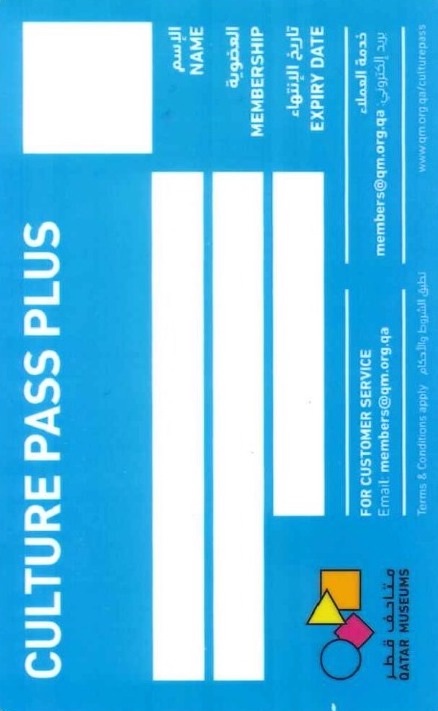 CULTURE PASS PLUS
الإسم
NAME
العضوية
MEMBERSHIP
تاريخ الإنتهاء
EXPIRY DATE
FOR CUSTOMER SERVICE
Email: members@qm.org.qa
خدمة العملاء
بريد إلكتروني: members@qm.org.qa
متاحف قطر
QATAR MUSEUMS
Terms & Conditions apply تطبق الشروط والأحكام
www.qm.org.qa/culturepass